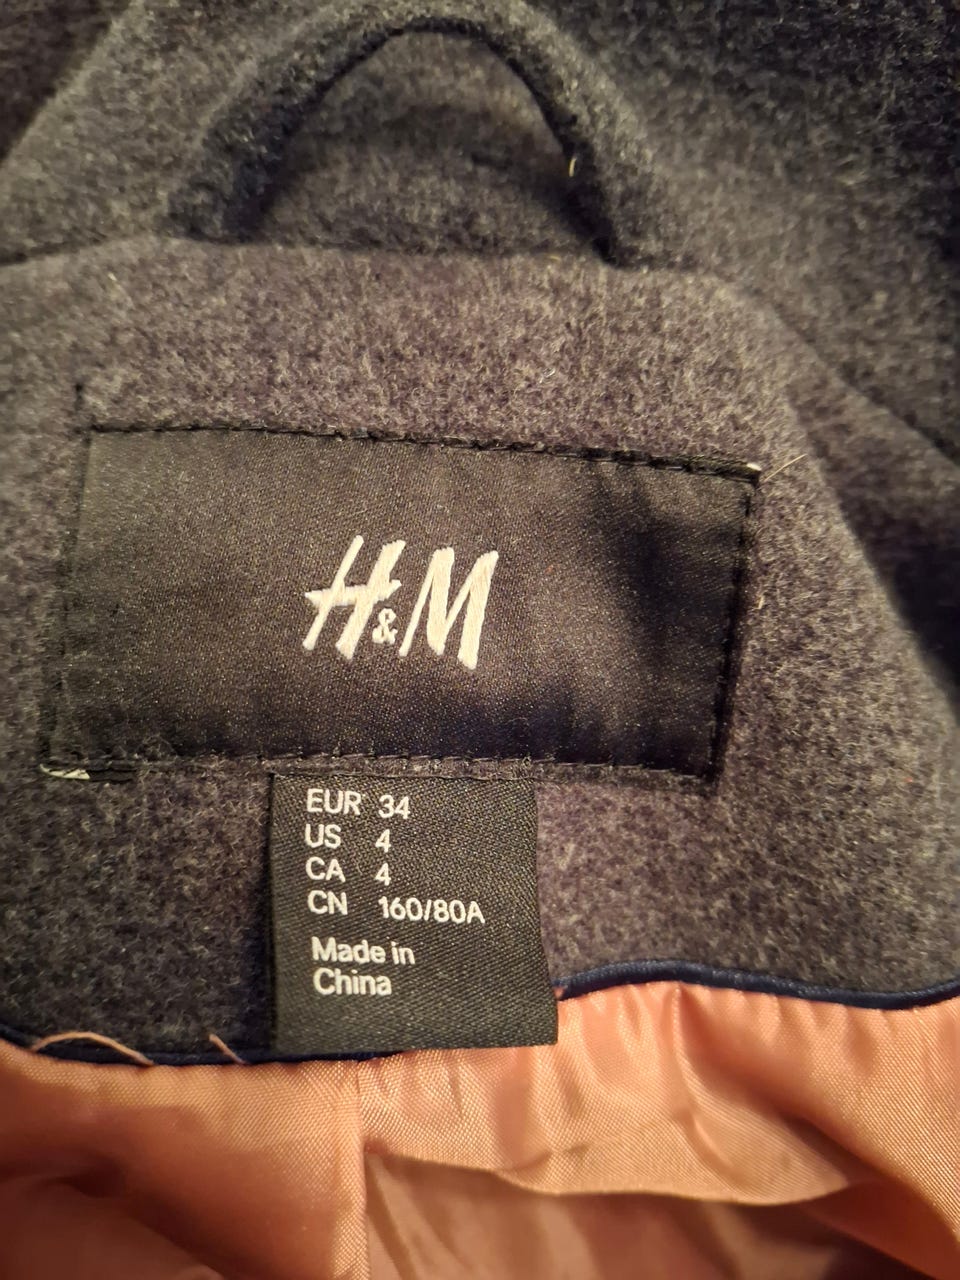 H&M
EUR 34
US 4
CA 4
CN 160/80A
Made in
China